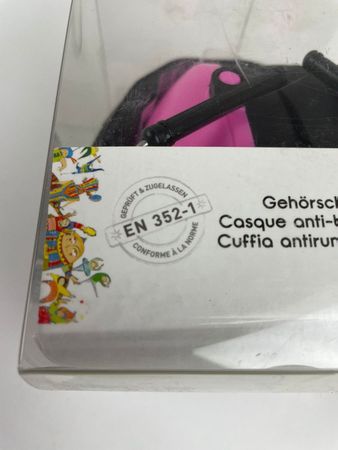 GEPRÜFT & ZUGELASSEN
EN 352-1
CONFORME À LA NORME
Gehörsch
Casque anti-b
Cuffia antirum